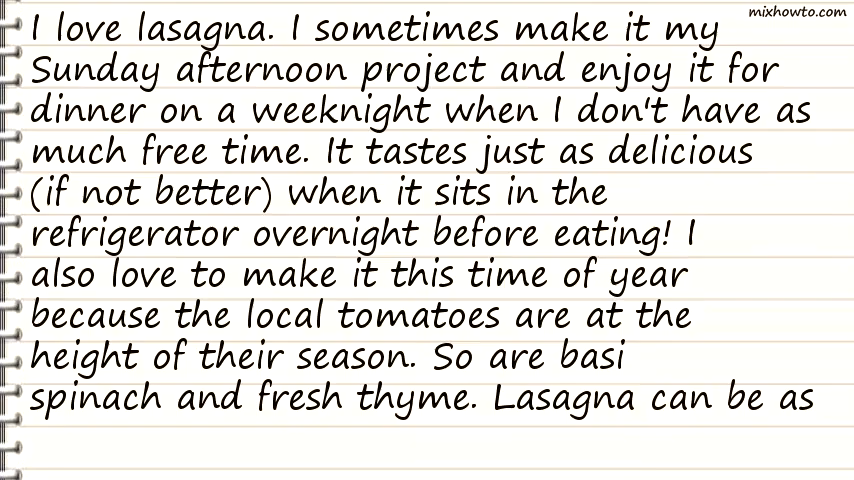 mixhowto.com
I love lasagna. I sometimes make it my
Sunday afternoon project and enjoy it for
dinner on a weeknight when I don't have as
much free time. It tastes just as delicious
(if not better) when it sits in the
refrigerator overnight before eating! I
also love to make it this time of year
because the local tomatoes are at the
height of their season. So are basi
spinach and fresh thyme. Lasagna can be as